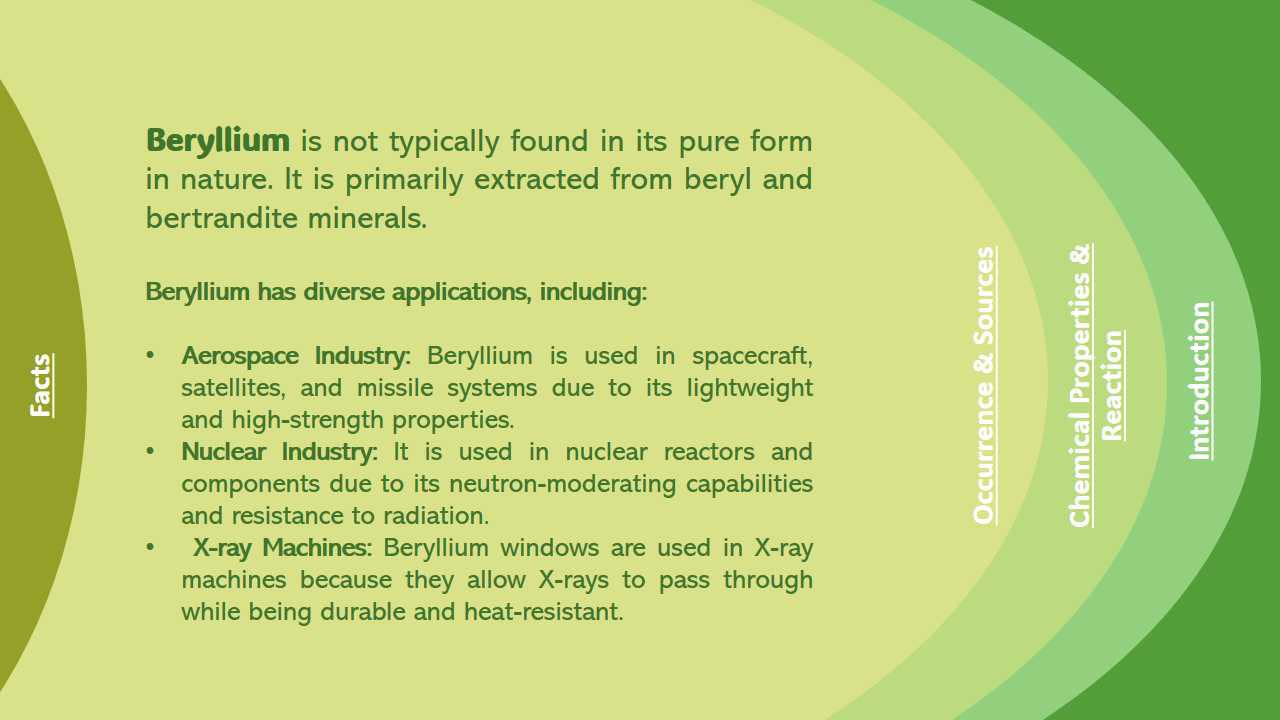 Beryllium is not typically found in its pure form
in nature. It is primarily extracted from beryl and
bertrandite minerals.
Beryllium has diverse applications, including:
• Aerospace Industry: Beryllium is used in spacecraft,
satellites, and missile systems due to its lightweight
and high-strength properties.
• Nuclear Industry: It is used in nuclear reactors and
components due to its neutron-moderating capabilities
and resistance to radiation.
• X-ray Machines: Beryllium windows are used in X-ray
machines because they allow X-rays to pass through
while being durable and heat-resistant.
Facts
Occurrence & Sources
Chemical Properties &
Reaction
Introduction